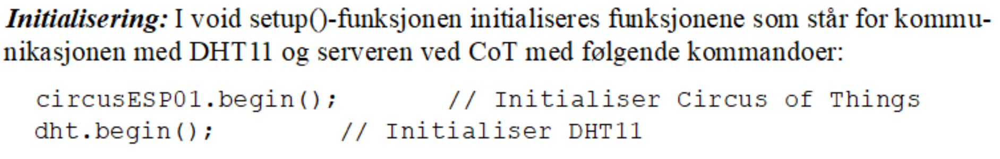 Initialisering: I void setup()-funksjonen initialiseres funksjonene som står for kommu-
nikasjonen med DHT11 og serveren ved CoT med følgende kommandoer:
circusESP01.begin(); // Initialiser Circus of Things
dht.begin(); // Initialiser DHT11